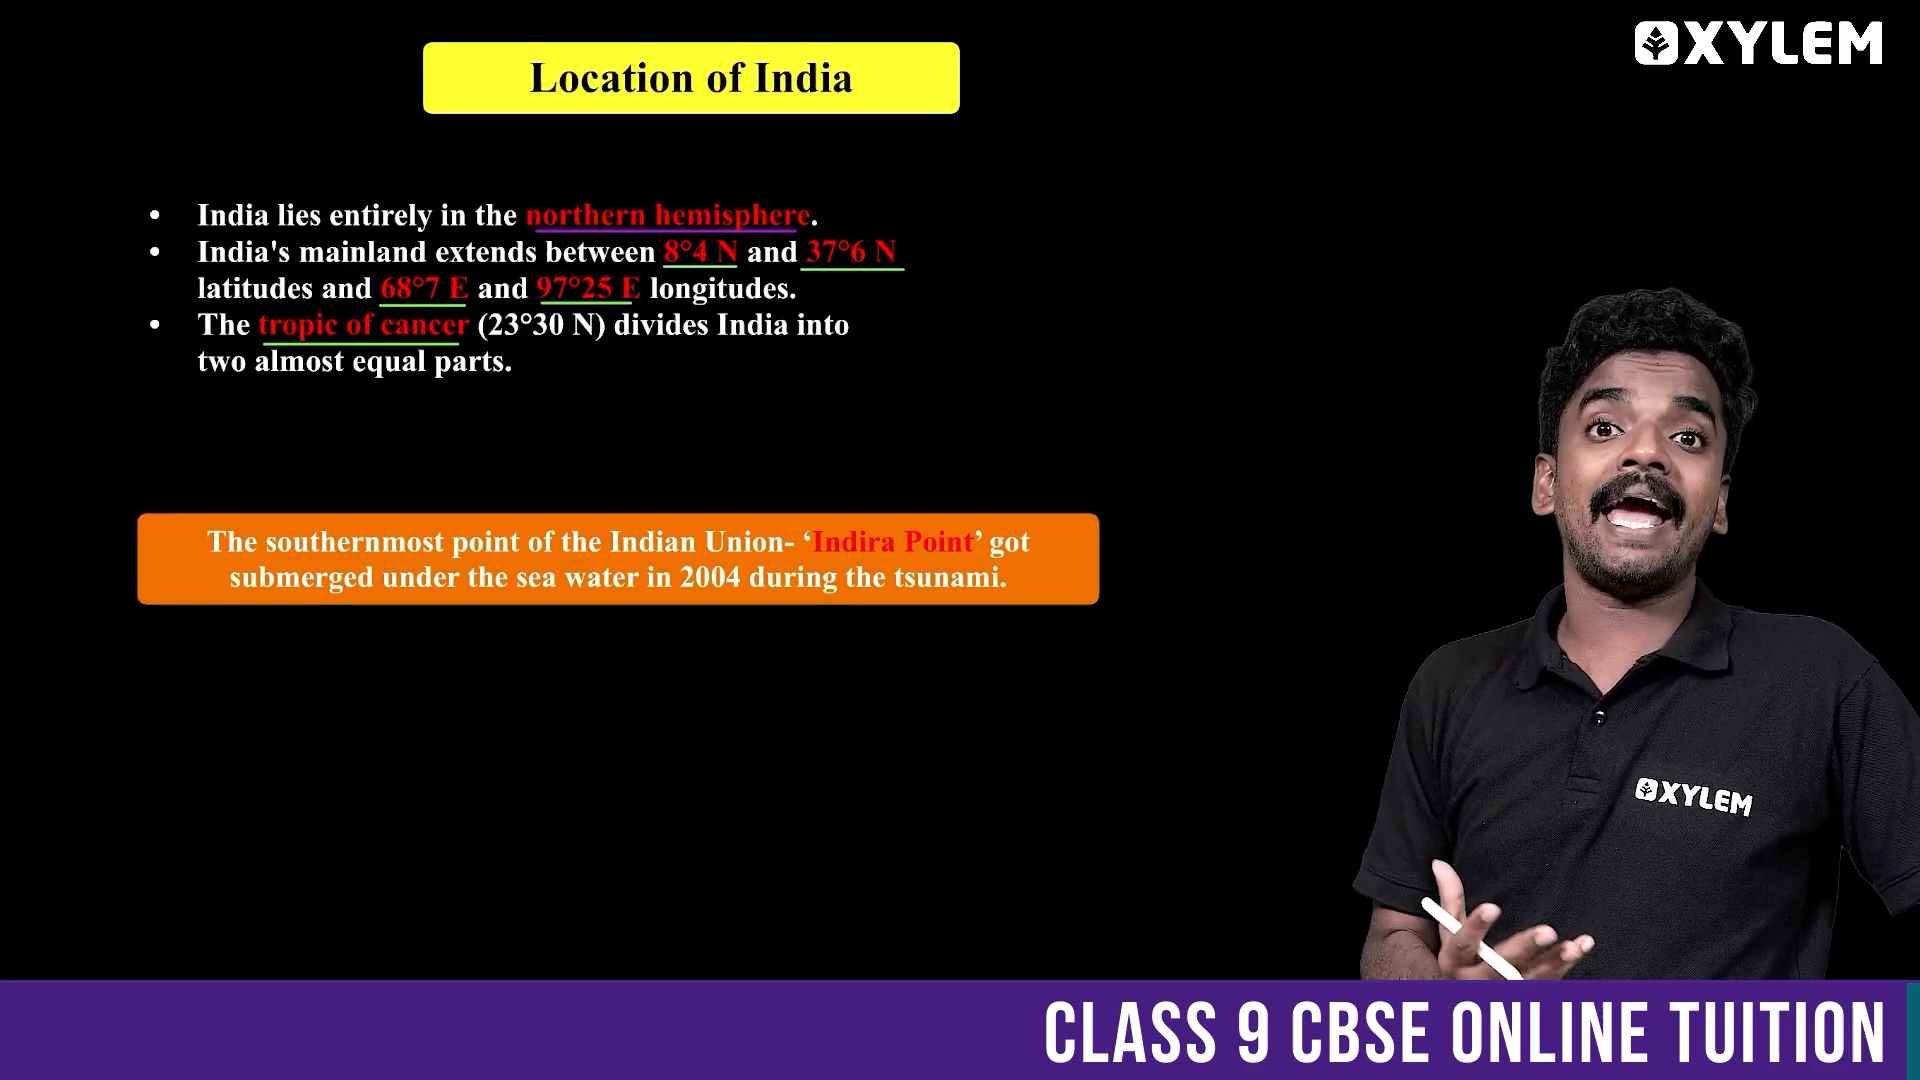 XYLEM
Location of India
• India lies entirely in the northern hemisphere.
• India's mainland extends between 8°4 N and 37°6 N
latitudes and 68°7 E and 97°25 E longitudes.
• The tropic of cancer (23°30 N) divides India into
two almost equal parts.
The southernmost point of the Indian Union- ‘Indira Point’ got
submerged under the sea water in 2004 during the tsunami.
XYLEM
CLASS 9 CBSE ONLINE TUITION